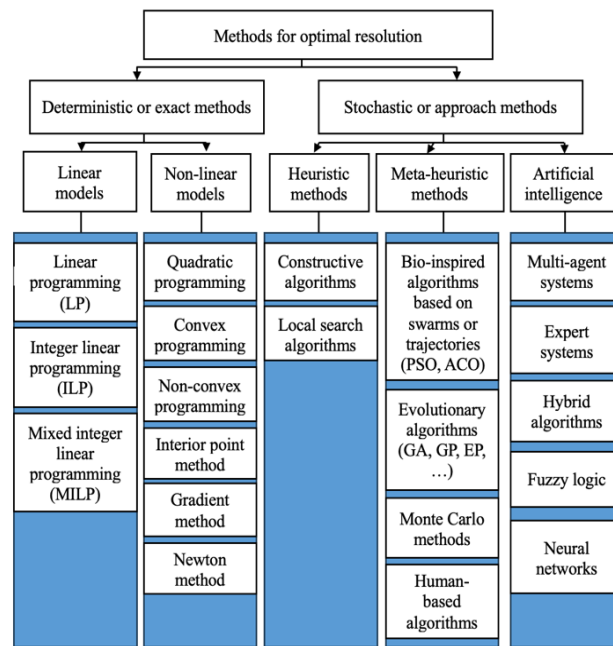 Methods for optimal resolution
Deterministic or exact methods
Stochastic or approach methods
Linear
models
Non-linear
models
Heuristic
methods
Meta-heuristic
methods
Artificial
intelligence
Linear
programming
(LP)
Integer linear
programming
(ILP)
Mixed integer
linear
programming
(MILP)
Quadratic
programming
Convex
programming
Non-convex
programming
Interior point
method
Gradient
method
Newton
method
Constructive
algorithms
Local search
algorithms
Bio-inspired
algorithms
based on
swarms or
trajectories
(PSO, ACO)
Evolutionary
algorithms
(GA, GP, EP,
…)
Monte Carlo
methods
Human-
based
algorithms
Multi-agent
systems
Expert
systems
Hybrid
algorithms
Fuzzy logic
Neural
networks